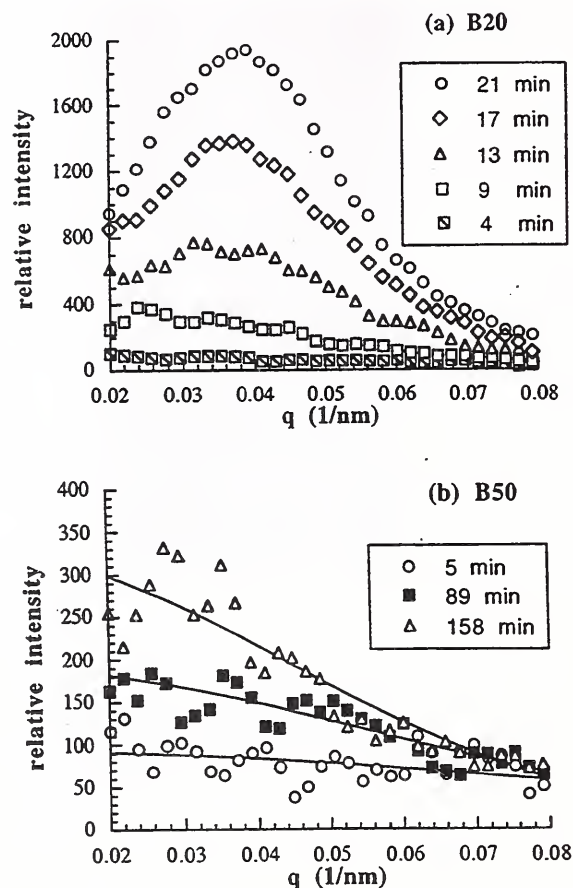 (a) B20
2000
1600
1200
800
400
0
relative intensity
21 min
17 min
13 min
9 min
4 min
0.02 0.03 0.04 0.05 0.06 0.07 0.08
q (1/nm)
(b) B50
400
350
300
250
200
150
100
50
0
relative intensity
5 min
89 min
158 min
0.02 0.03 0.04 0.05 0.06 0.07 0.08
q (1/nm)